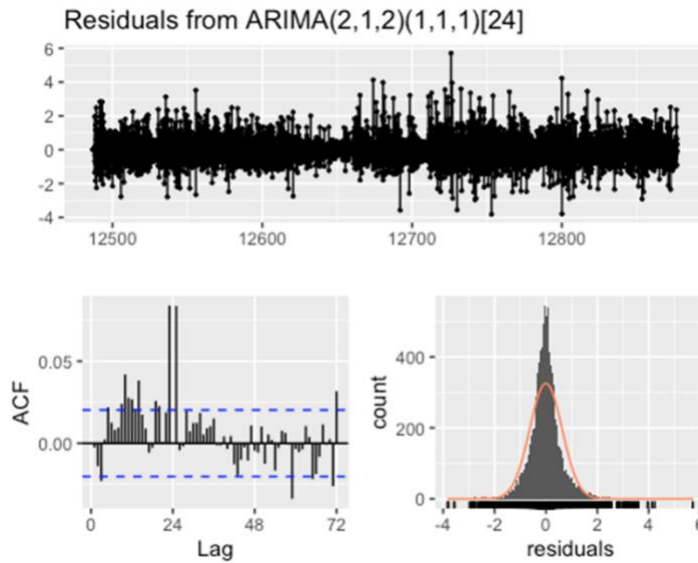 Residuals from ARIMA(2,1,2)(1,1,1)[24]
6
4
2
0
-2
-4
12500 12600 12700 12800
0.05
0.00
ACF
0 24 48 72
Lag
400
200
0
count
-4 -2 0 2 4 6
residuals